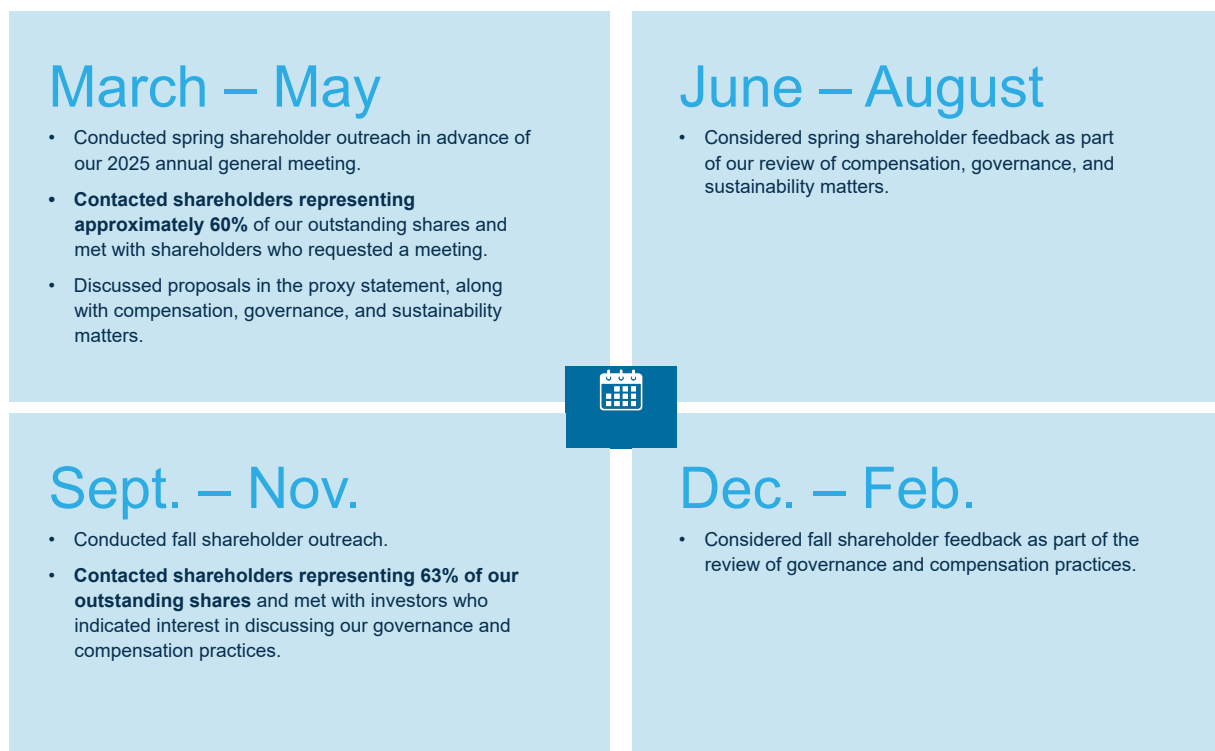 March – May
• Conducted spring shareholder outreach in advance of
our 2025 annual general meeting.
• Contacted shareholders representing
approximately 60% of our outstanding shares and
met with shareholders who requested a meeting.
• Discussed proposals in the proxy statement, along
with compensation, governance, and sustainability
matters.
June – August
• Considered spring shareholder feedback as part
of our review of compensation, governance, and
sustainability matters.
Sept. – Nov.
• Conducted fall shareholder outreach.
• Contacted shareholders representing 63% of our
outstanding shares and met with investors who
indicated interest in discussing our governance and
compensation practices.
Dec. – Feb.
• Considered fall shareholder feedback as part of the
review of governance and compensation practices.